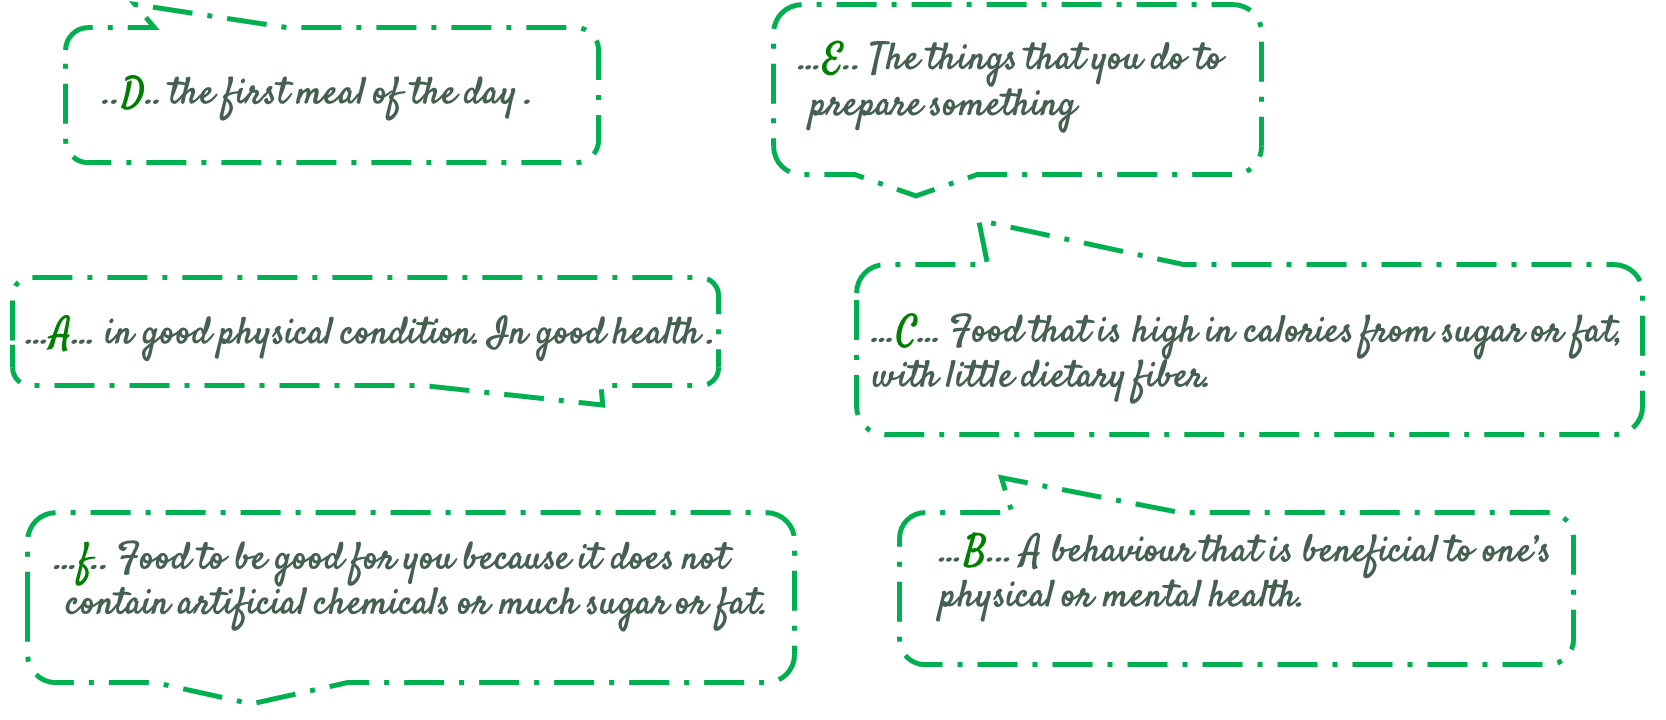 ..D.. the first meal of the day .
...E.. The things that you do to
prepare something
...A... in good physical condition. In good health .
...C... Food that is high in calories from sugar or fat,
with little dietary fiber.
...f.. Food to be good for you because it does not
contain artificial chemicals or much sugar or fat.
...B... A behaviour that is beneficial to one's
physical or mental health.